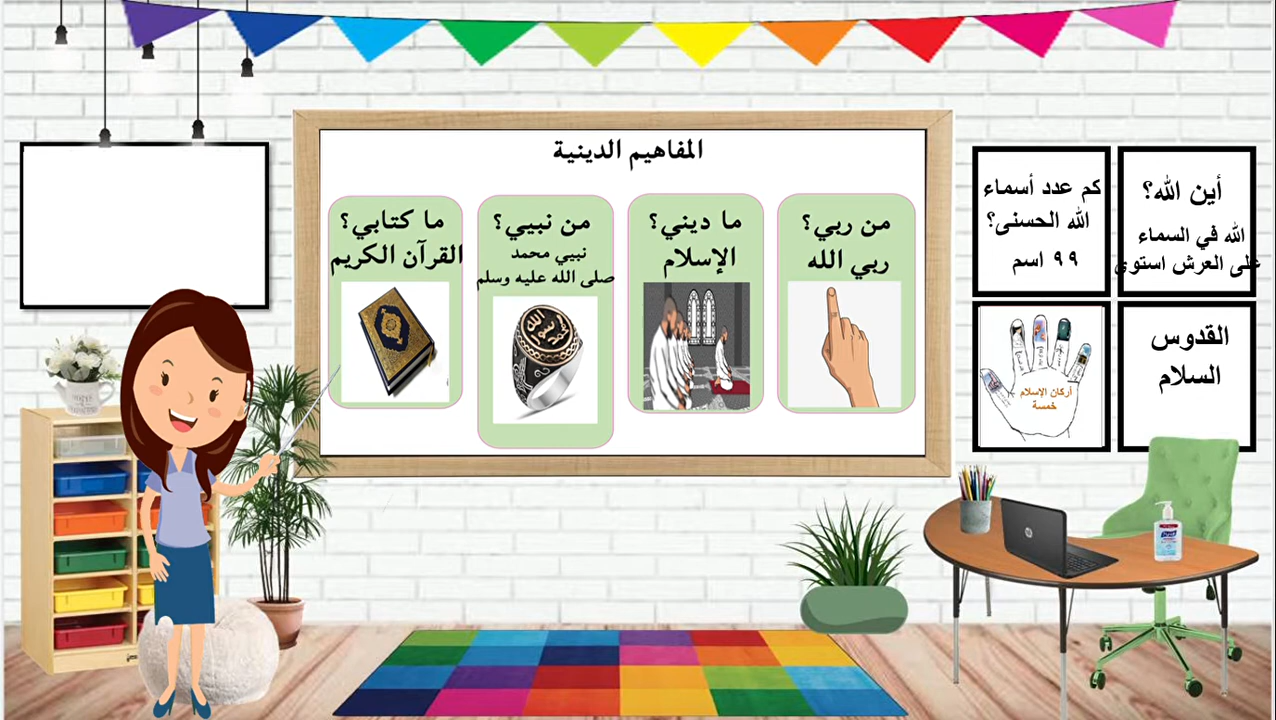 المفاهيم الدينية
من ربي؟
ربي الله
ما ديني؟
الإسلام
من نبيي؟
نبيي محمد
صلى الله عليه وسلم
ما كتابي؟
القرآن الكريم
أين الله؟
الله في السماء
على العرش استوى
كم عدد أسماء
الله الحسنى؟
٩٩ اسم
القدوس
السلام
أركان الإسلام
خمسة